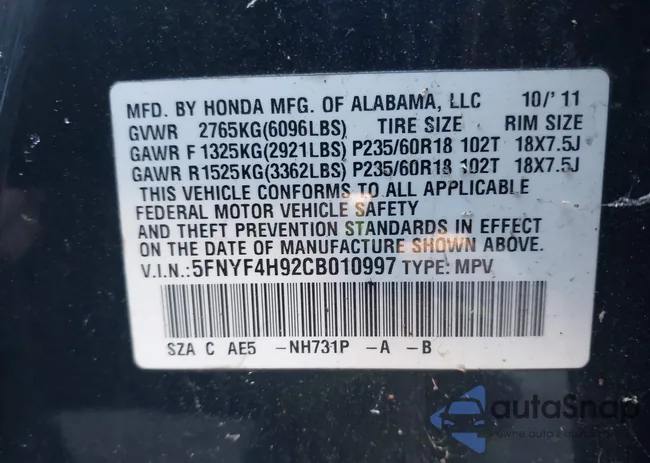 MFD. BY HONDA MFG. OF ALABAMA, LLC 10/'11
GVWR 2765KG(6096LBS) TIRE SIZE RIM SIZE
GAWR F 1325KG(2921LBS) P235/60R18 102T 18X7.5J
GAWR R1525KG(3362LBS) P235/60R18 102T 18X7.5J
THIS VEHICLE CONFORMS TO ALL APPLICABLE
FEDERAL MOTOR VEHICLE SAFETY
AND THEFT PREVENTION STANDARDS IN EFFECT
ON THE DATE OF MANUFACTURE SHOWN ABOVE.
V.I.N.: 5FNYF4H92CB010997 TYPE: MPV
SZA C AE5 -NH731P -A -B
autoSnap